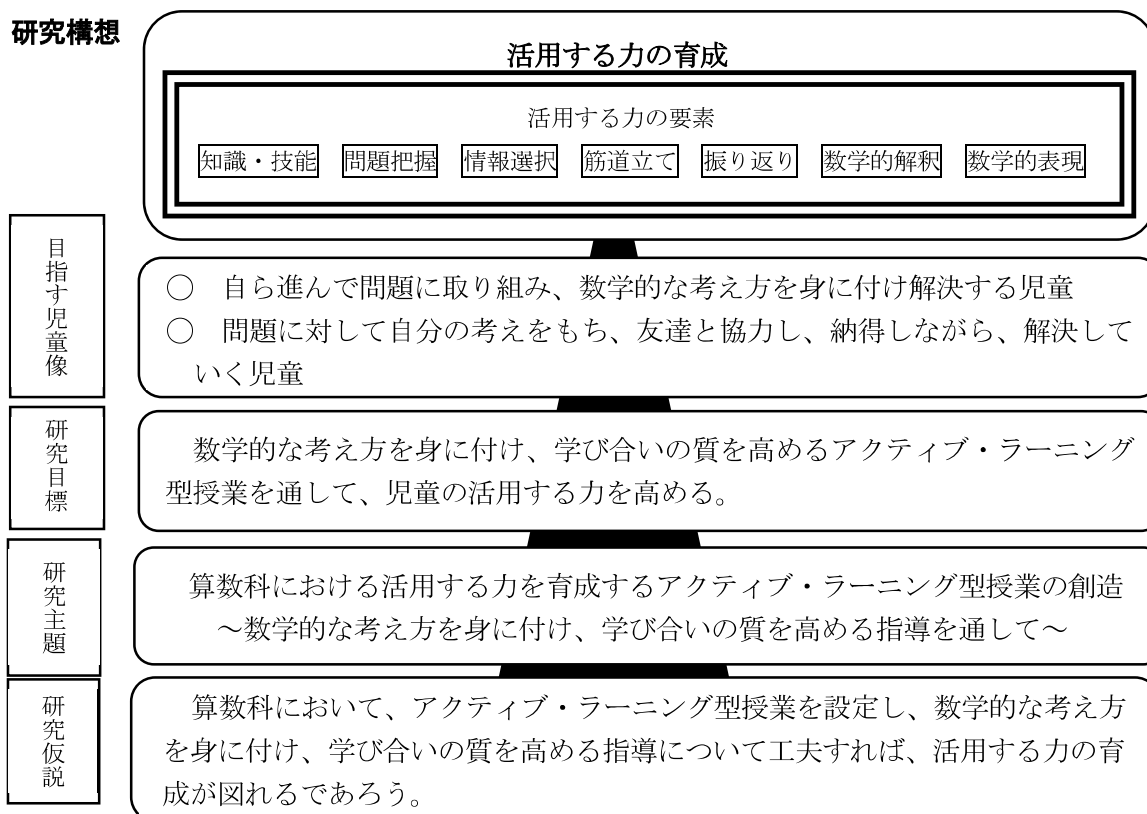 研究構想
活用する力の育成
活用する力の要素
知識・技能 問題把握 情報選択 筋道立て 振り返り 数学的解釈 数学的表現
目指す児童像
○ 自ら進んで問題に取り組み、数学的な考え方を身に付け解決する児童
○ 問題に対して自分の考えをもち、友達と協力し、納得しながら、解決して
いく児童
研究目標
数学的な考え方を身に付け、学び合いの質を高めるアクティブ・ラーニング
型授業を通して、児童の活用する力を高める。
研究主題
算数科における活用する力を育成するアクティブ・ラーニング型授業の創造
～数学的な考え方を身に付け、学び合いの質を高める指導を通して～
研究仮説
算数科において、アクティブ・ラーニング型授業を設定し、数学的な考え方
を身に付け、学び合いの質を高める指導について工夫すれば、活用する力の育
成が図れるであろう。